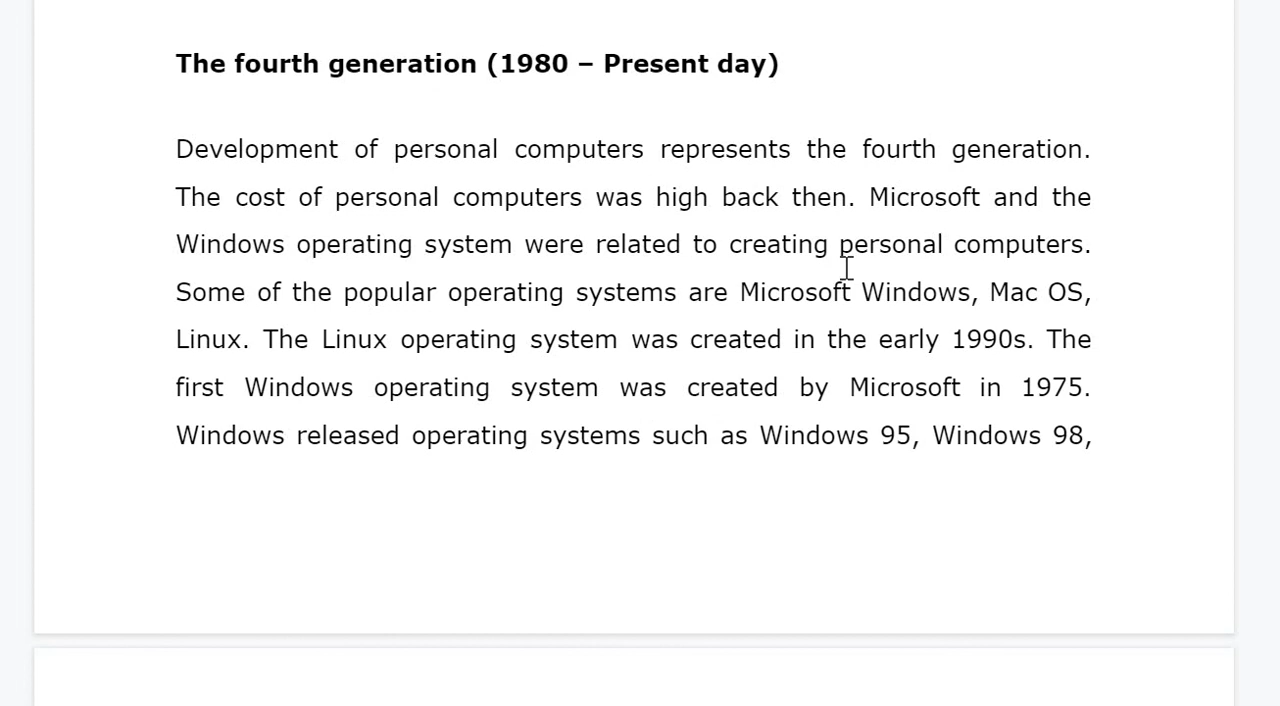 The fourth generation (1980 – Present day)
Development of personal computers represents the fourth generation.
The cost of personal computers was high back then. Microsoft and the
Windows operating system were related to creating personal computers.
Some of the popular operating systems are Microsoft Windows, Mac OS,
Linux. The Linux operating system was created in the early 1990s. The
first Windows operating system was created by Microsoft in 1975.
Windows released operating systems such as Windows 95, Windows 98,